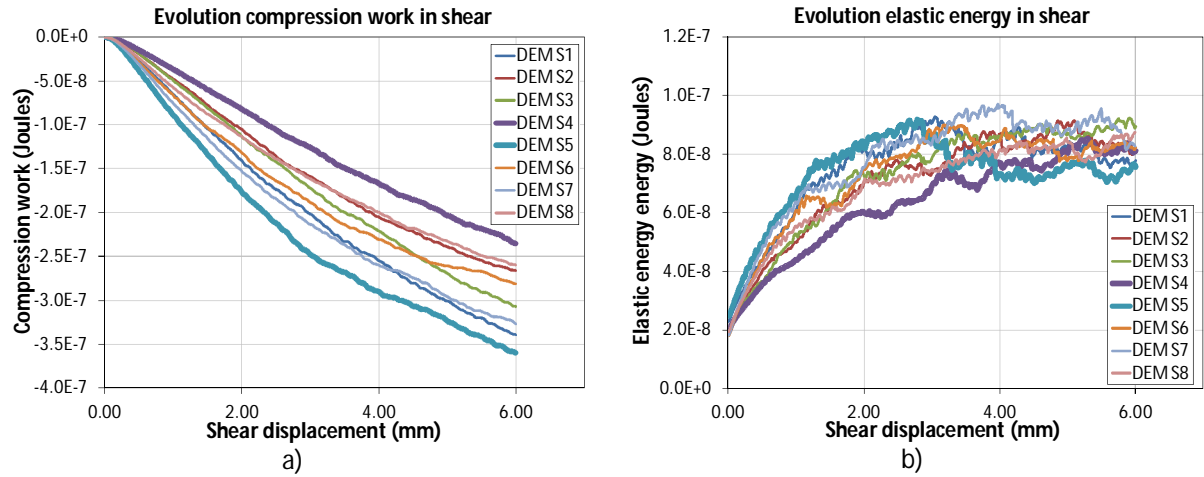 Evolution compression work in shear
0.0E+0
-5.0E-8
-1.0E-7
-1.5E-7
-2.0E-7
-2.5E-7
-3.0E-7
-3.5E-7
-4.0E-7
Compression work (Joules)
DEM S1
DEM S2
DEM S3
DEM S4
DEM S5
DEM S6
DEM S7
DEM S8
0.00
2.00
4.00
6.00
Shear displacement (mm)
a)
Evolution elastic energy in shear
1.2E-7
1.0E-7
8.0E-8
6.0E-8
4.0E-8
2.0E-8
0.0E+0
Elastic energy energy (Joules)
DEM S1
DEM S2
DEM S3
DEM S4
DEM S5
DEM S6
DEM S7
DEM S8
0.00
2.00
4.00
6.00
Shear displacement (mm)
b)